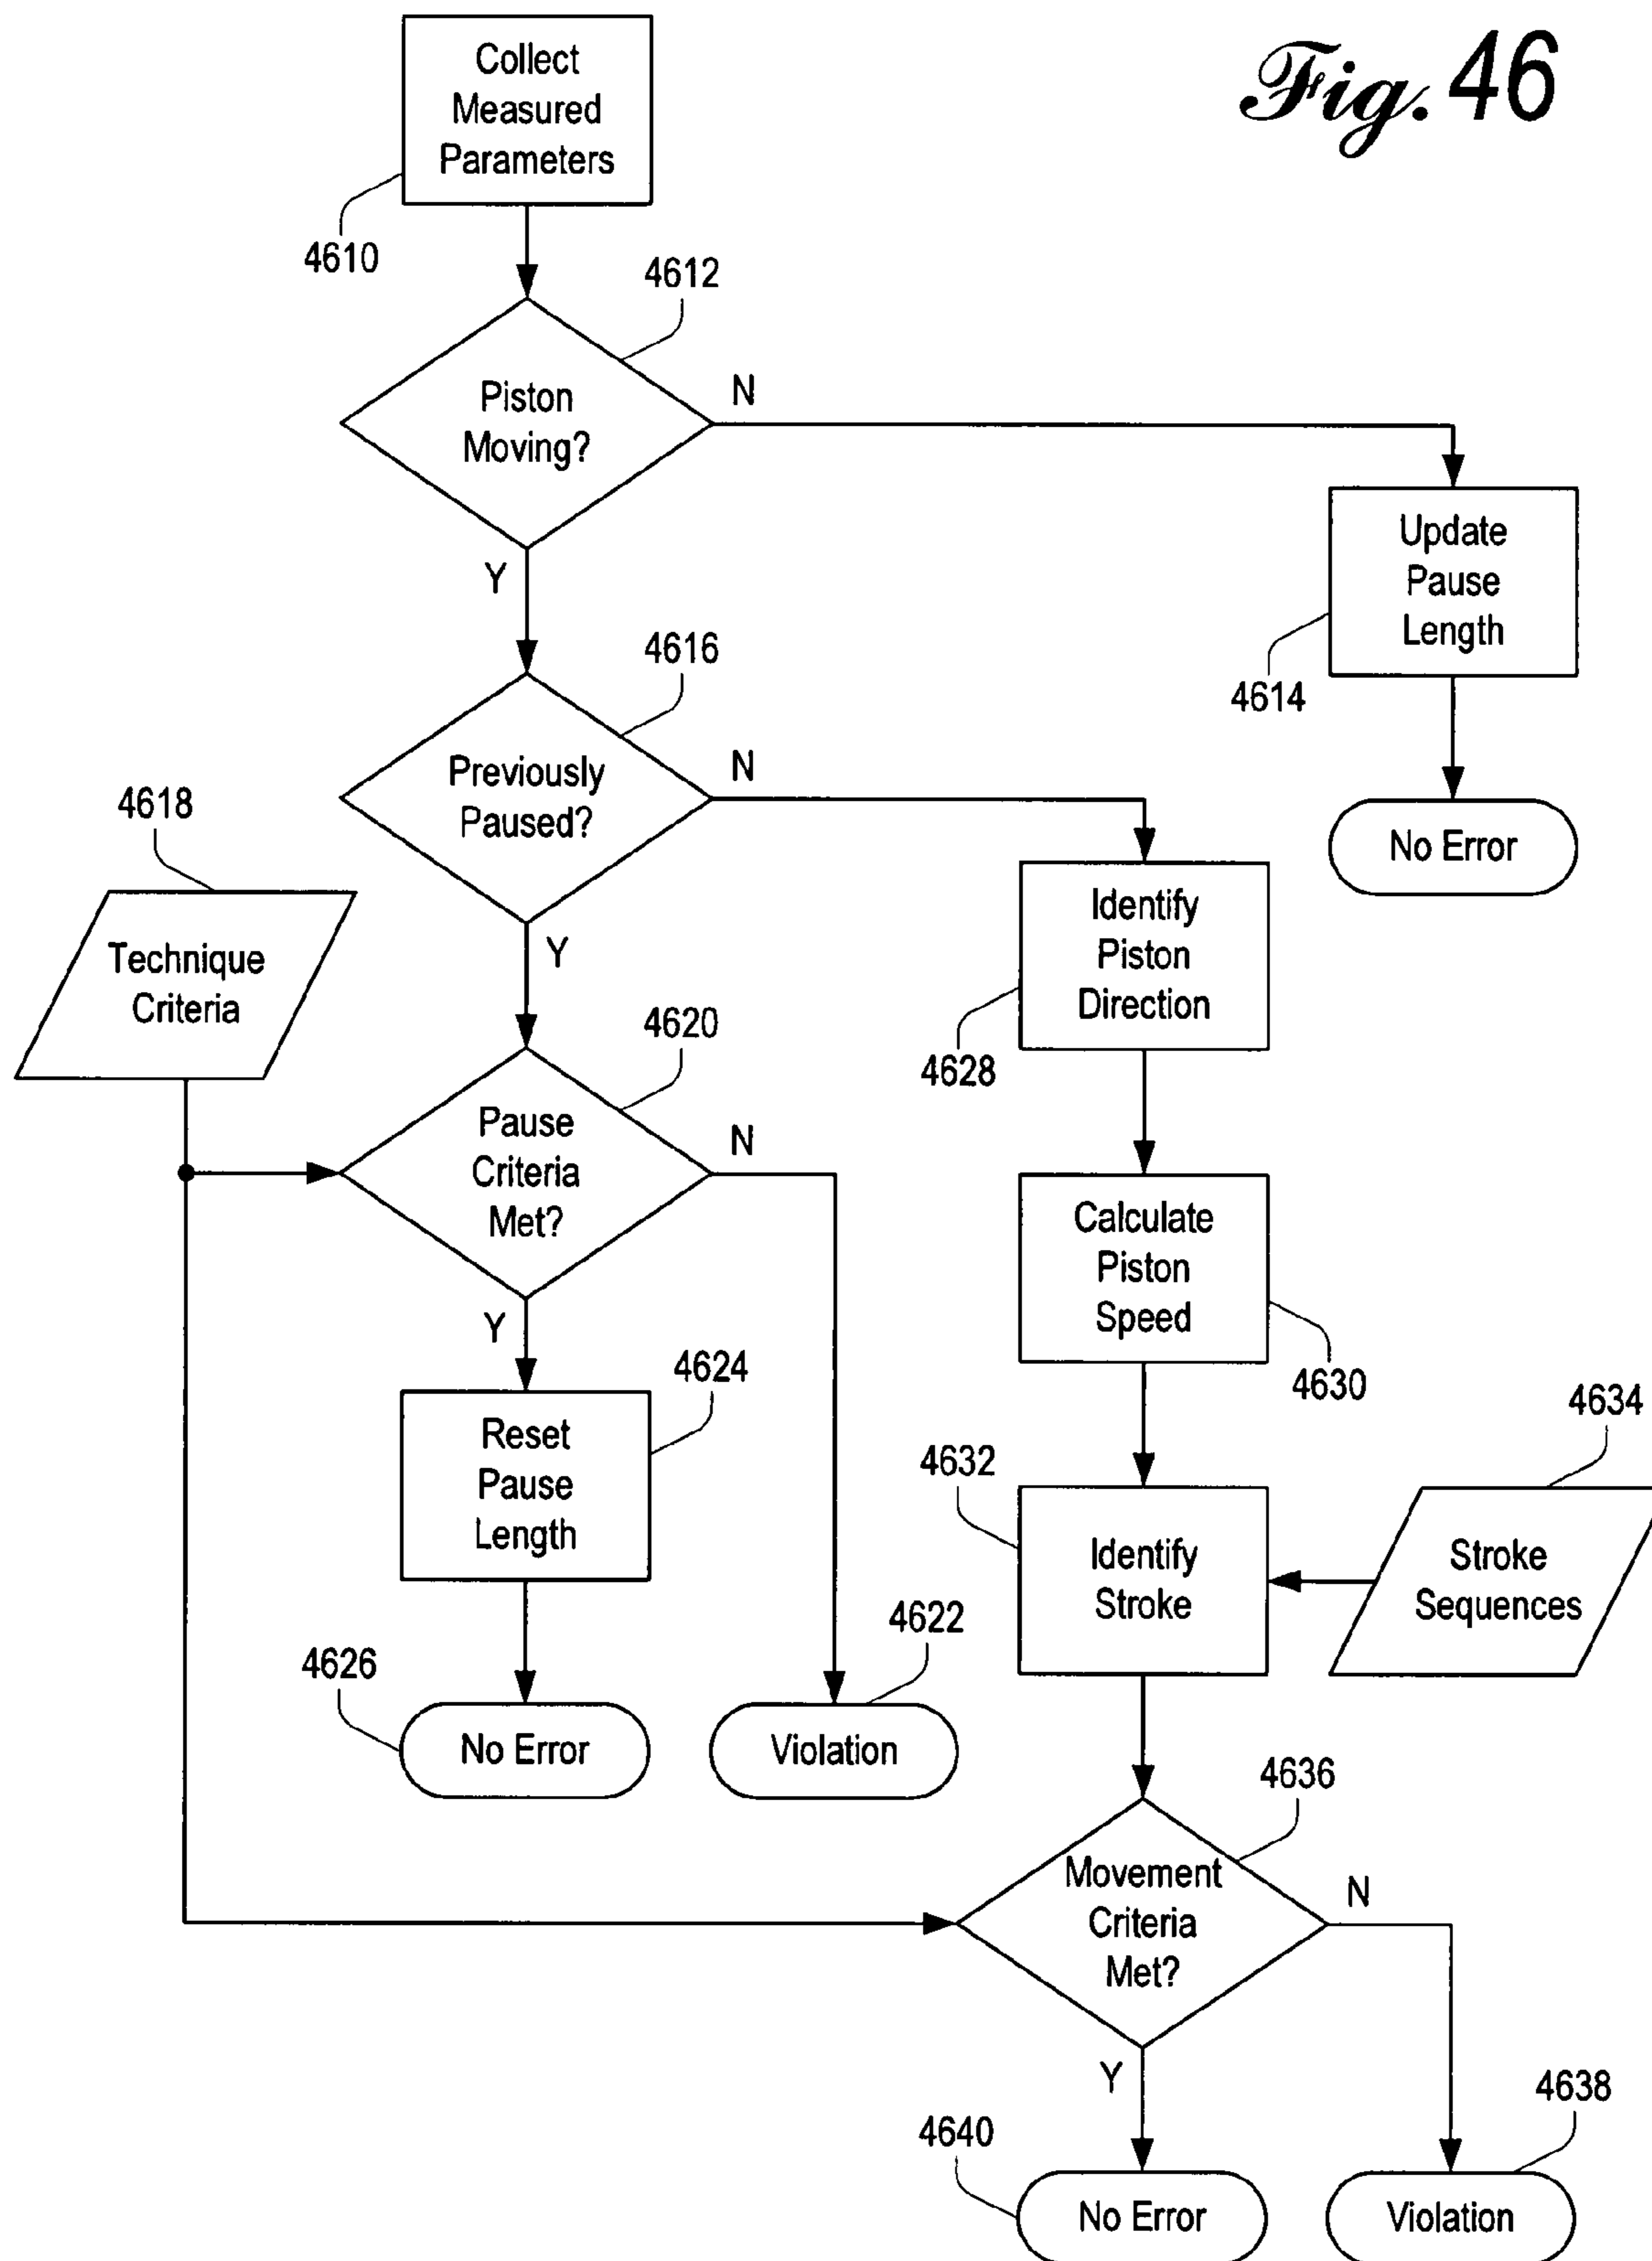 Fig. 46
Collect
Measured
Parameters
4610
4612
Piston
Moving?
N
Y
Update
Pause
Length
4614
No Error
4616
Previously
Paused?
N
Y
4618
Technique
Criteria
Identify
Piston
Direction
4628
4620
Pause
Criteria
Met?
N
Y
Calculate
Piston
Speed
4630
4624
Reset
Pause
Length
4634
Stroke
Sequences
4632
Identify
Stroke
4626
No Error
4622
Violation
4636
Movement
Criteria
Met?
N
Y
4640
No Error
4638
Violation